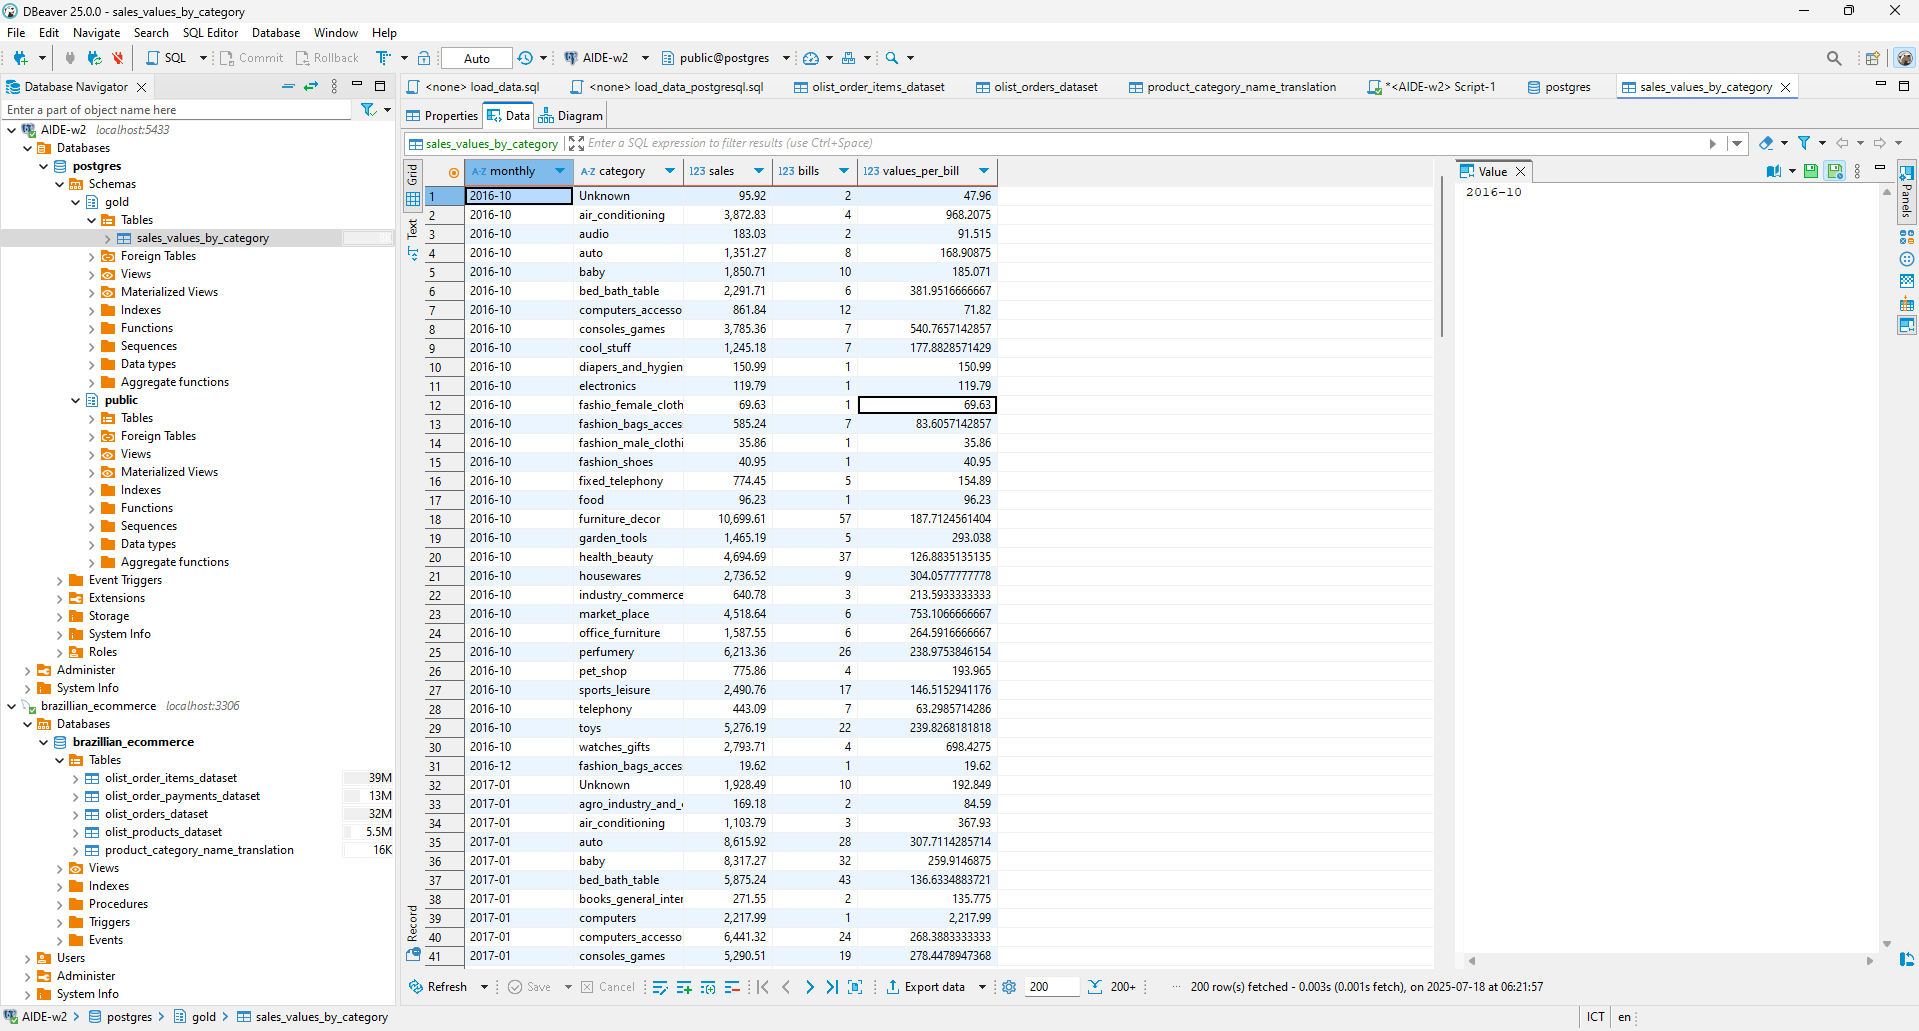 DBeaver 25.0.0 - sales_values_by_category
File Edit Navigate Search SQL Editor Database Window Help
SQL Commit Rollback Auto AIDE-w2 public@postgres
Database Navigator
Enter a part of object name here
AIDE-w2 localhost:5433
Databases
postgres
Schemas
gold
Tables
sales_values_by_category
Foreign Tables
Views
Materialized Views
Indexes
Functions
Sequences
Data types
Aggregate functions
public
Tables
Foreign Tables
Views
Materialized Views
Indexes
Functions
Sequences
Data types
Aggregate functions
Event Triggers
Extensions
Storage
System Info
Roles
Administer
System Info
brazillian_ecommerce localhost:3306
Databases
brazillian_ecommerce
Tables
olist_order_items_dataset 39M
olist_order_payments_dataset 13M
olist_orders_dataset 32M
olist_products_dataset 5.5M
product_category_name_translation 16K
Views
Indexes
Procedures
Triggers
Events
Users
Administer
System Info
<none> load_data.sql <none> load_data_postgresql.sql olist_order_items_dataset olist_orders_dataset product_category_name_translation *<AIDE-w2> Script-1 postgres sales_values_by_category
Properties Data Diagram
sales_values_by_category Enter a SQL expression to filter results (use Ctrl+Space)
Grid
Text
Record
A-Z monthly A-Z category 123 sales 123 bills 123 values_per_bill
1 2016-10 Unknown 95.92 2 47.96
2 2016-10 air_conditioning 3,872.83 4 968.2075
3 2016-10 audio 183.03 2 91.515
4 2016-10 auto 1,351.27 8 168.90875
5 2016-10 baby 1,850.71 10 185.071
6 2016-10 bed_bath_table 2,291.71 6 381.9516666667
7 2016-10 computers_accesso 861.84 12 71.82
8 2016-10 consoles_games 3,785.36 7 540.7657142857
9 2016-10 cool_stuff 1,245.18 7 177.8828571429
10 2016-10 diapers_and_hygien 150.99 1 150.99
11 2016-10 electronics 119.79 1 119.79
12 2016-10 fashio_female_cloth 69.63 1 69.63
13 2016-10 fashion_bags_acces 585.24 7 83.6057142857
14 2016-10 fashion_male_clothi 35.86 1 35.86
15 2016-10 fashion_shoes 40.95 1 40.95
16 2016-10 fixed_telephony 774.45 5 154.89
17 2016-10 food 96.23 1 96.23
18 2016-10 furniture_decor 10,699.61 57 187.7124561404
19 2016-10 garden_tools 1,465.19 5 293.038
20 2016-10 health_beauty 4,694.69 37 126.8835135135
21 2016-10 housewares 2,736.52 9 304.0577777778
22 2016-10 industry_commerce 640.78 3 213.5933333333
23 2016-10 market_place 4,518.64 6 753.1066666667
24 2016-10 office_furniture 1,587.55 6 264.5916666667
25 2016-10 perfumery 6,213.36 26 238.9753846154
26 2016-10 pet_shop 775.86 4 193.965
27 2016-10 sports_leisure 2,490.76 17 146.5152941176
28 2016-10 telephony 443.09 7 63.2985714286
29 2016-10 toys 5,276.19 22 239.8268181818
30 2016-10 watches_gifts 2,793.71 4 698.4275
31 2016-12 fashion_bags_acces 19.62 1 19.62
32 2017-01 Unknown 1,928.49 10 192.849
33 2017-01 agro_industry_and_ 169.18 2 84.59
34 2017-01 air_conditioning 1,103.79 3 367.93
35 2017-01 auto 8,615.92 28 307.7114285714
36 2017-01 baby 8,317.27 32 259.9146875
37 2017-01 bed_bath_table 5,875.24 43 136.6334883721
38 2017-01 books_general_inter 271.55 2 135.775
39 2017-01 computers 2,217.99 1 2,217.99
40 2017-01 computers_accesso 6,441.32 24 268.3883333333
41 2017-01 consoles_games 5,290.51 19 278.4478947368
Value
2016-10
Panels
Refresh Save Cancel Export data 200 200+ ... 200 row(s) fetched - 0.003s (0.001s fetch), on 2025-07-18 at 06:21:57
AIDE-w2 postgres gold sales_values_by_category ICT en